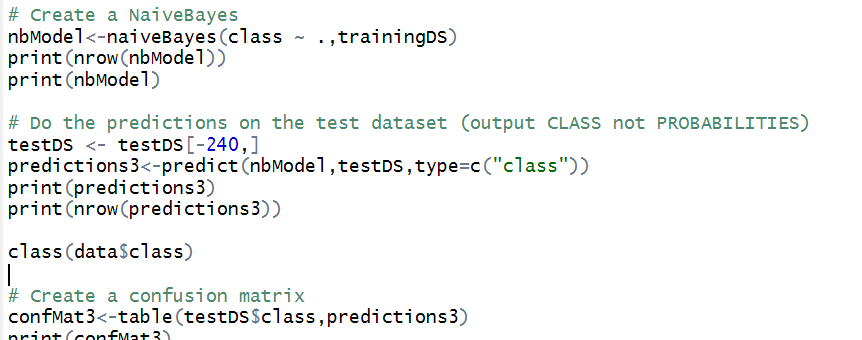 # Create a NaiveBayes
nbModel<-naiveBayes(class ~ .,trainingDS)
print(nrow(nbModel))
print(nbModel)
# Do the predictions on the test dataset (output CLASS not PROBABILITIES)
testDS <- testDS[-240,]
predictions3<-predict(nbModel,testDS,type=c("class"))
print(predictions3)
print(nrow(predictions3))
class(data$class)
# Create a confusion matrix
confMat3<-table(testDS$class,predictions3)
print(confMat3)